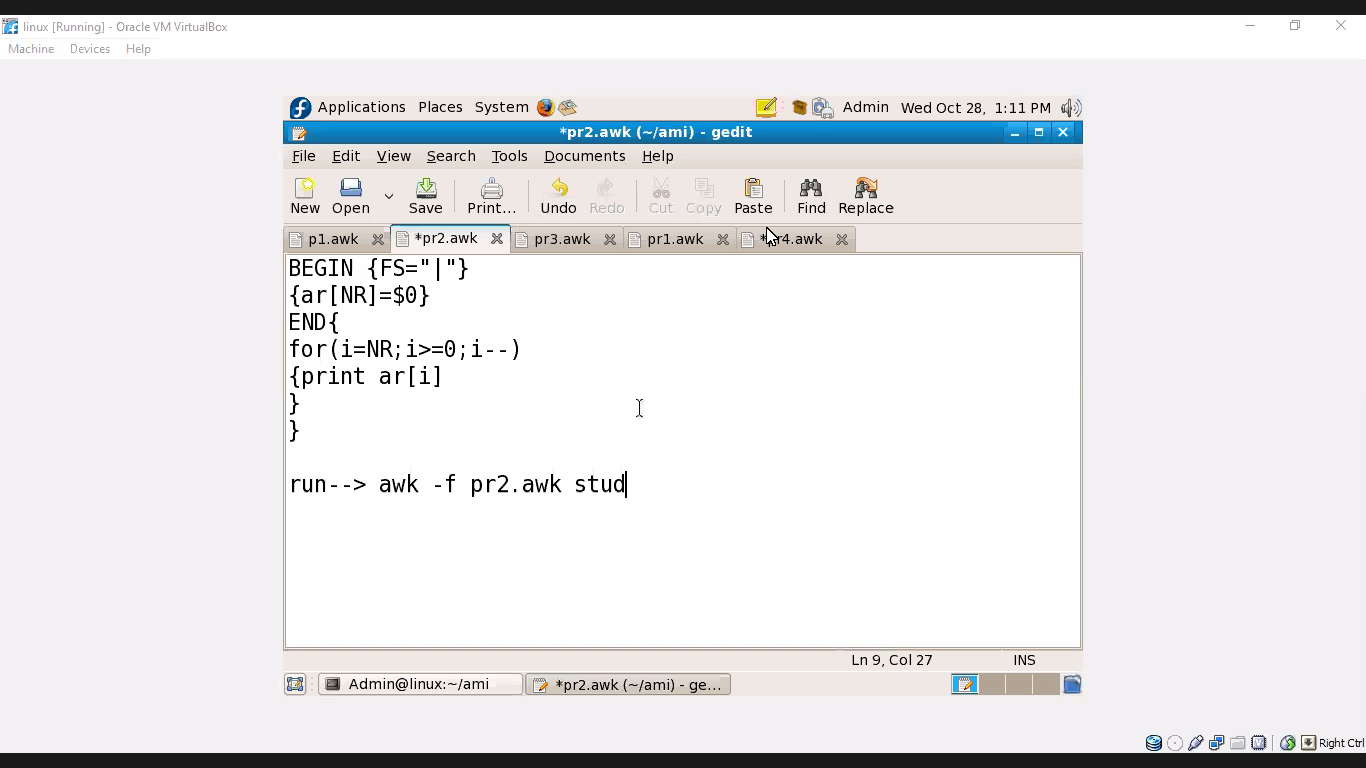 linux [Running] - Oracle VM VirtualBox
Machine Devices Help
Applications Places System Admin Wed Oct 28, 1:11 PM
*pr2.awk (~/ami) - gedit
File Edit View Search Tools Documents Help
New Open Save Print... Undo Redo Cut Copy Paste Find Replace
p1.awk *pr2.awk pr3.awk pr1.awk
BEGIN {FS="|"}
{ar[NR]=$0}
END{
for(i=NR;i>=0;i--)
{print ar[i]
}
}
run--> awk -f pr2.awk stud
Ln 9, Col 27 INS
Admin@linux:~/ami *pr2.awk (~/ami) - ge...
Right Ctrl